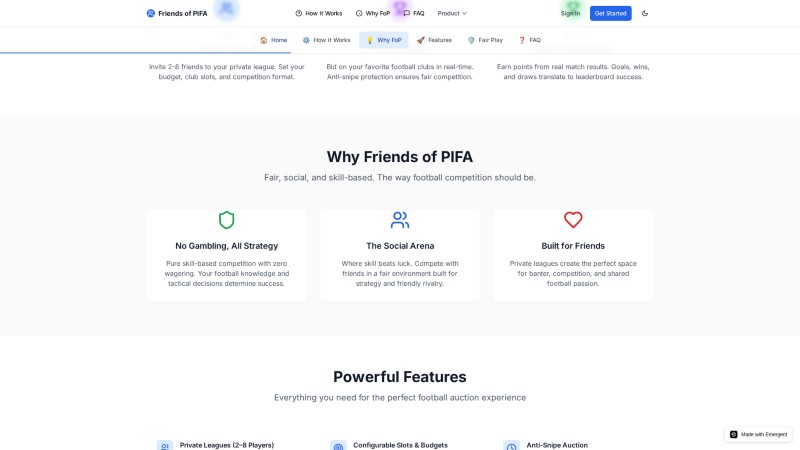 Friends of PIFA
How it Works
Why FoP
FAQ
Product
Sign In
Get Started
Home
How it Works
Why FoP
Features
Fair Play
FAQ
Invite 2-8 friends to your private league. Set your
budget, club slots, and competition format.
Bid on your favorite football clubs in real-time.
Anti-snipe protection ensures fair competition.
Earn points from real match results. Goals, wins,
and draws translate to leaderboard success.
Why Friends of PIFA
Fair, social, and skill-based. The way football competition should be.
No Gambling, All Strategy
Pure skill-based competition with zero
wagering. Your football knowledge and
tactical decisions determine success.
The Social Arena
Where skill beats luck. Compete with
friends in a fair environment built for
strategy and friendly rivalry.
Built for Friends
Private leagues create the perfect space
for banter, competition, and shared
football passion.
Powerful Features
Everything you need for the perfect football auction experience
Private Leagues (2–8 Players)
Configurable Slots & Budgets
Anti-Snipe Auction
Made with Emergent